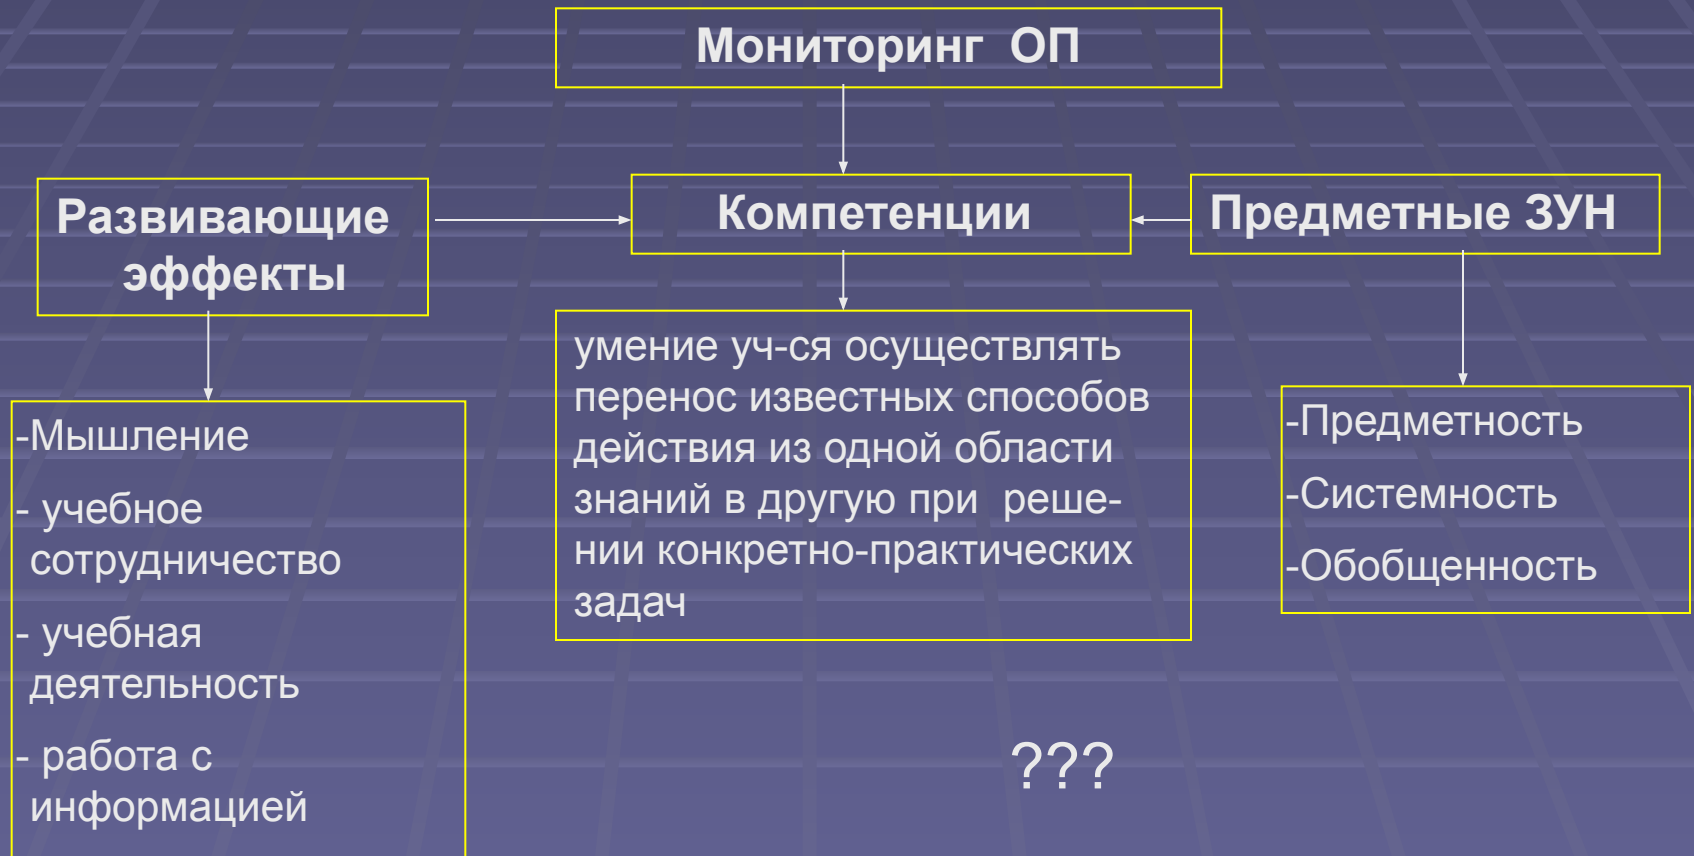 Мониторинг ОП
Развивающие
эффекты
Компетенции
Предметные ЗУН
-Мышление
- учебное
сотрудничество
- учебная
деятельность
- работа с
информацией
умение уч-ся осуществлять
перенос известных способов
действия из одной области
знаний в другую при реше-
нии конкретно-практических
задач
-Предметность
-Системность
-Обобщенность
???